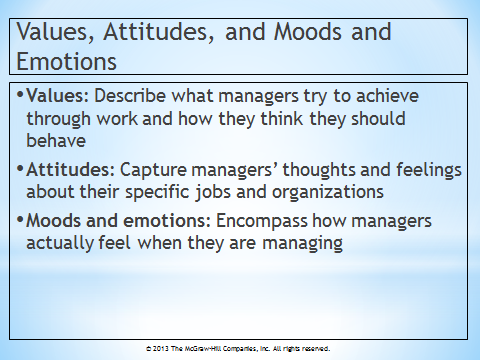 Values, Attitudes, and Moods and
Emotions
•Values: Describe what managers try to achieve
through work and how they think they should
behave
•Attitudes: Capture managers’ thoughts and feelings
about their specific jobs and organizations
•Moods and emotions: Encompass how managers
actually feel when they are managing
© 2013 The McGraw-Hill Companies, Inc. All rights reserved.